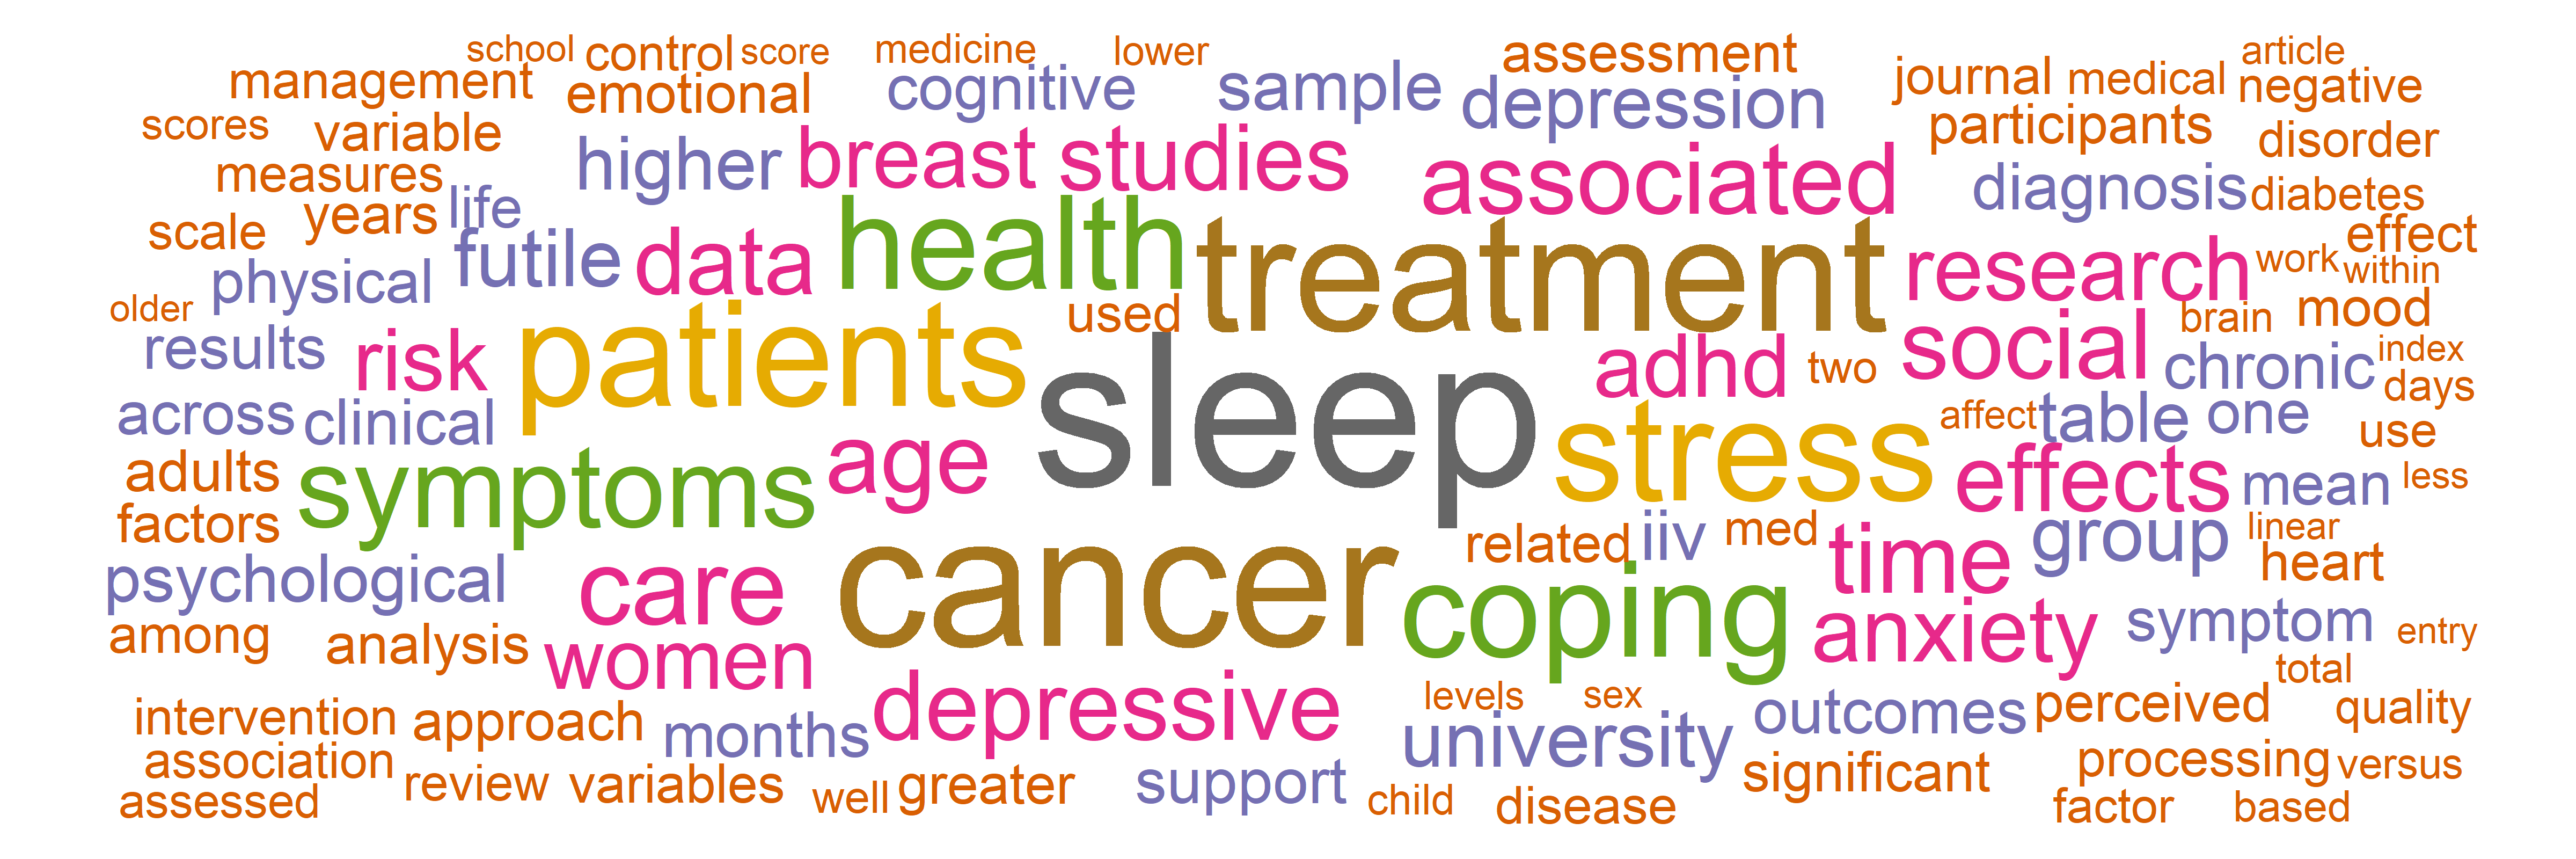 school control score medicine lower assessment article
management emotional cognitive sample depression journal medical negative
scores variable higher breast studies associated participants disorder
measures life diagnosis diabetes
scale years futile data health treatment research work effect
physical within
older patients used social brain mood
results risk sleep adhd two chronic index
across clinical affect table one days
adults symptoms age stress effects mean use less
factors related iiv med time group linear
psychological care cancer coping heart
among analysis women anxiety symptom entry
total
intervention approach months depressive levels sex university outcomes perceived quality
association processing versus
assessed review variables well greater support child disease significant factor based